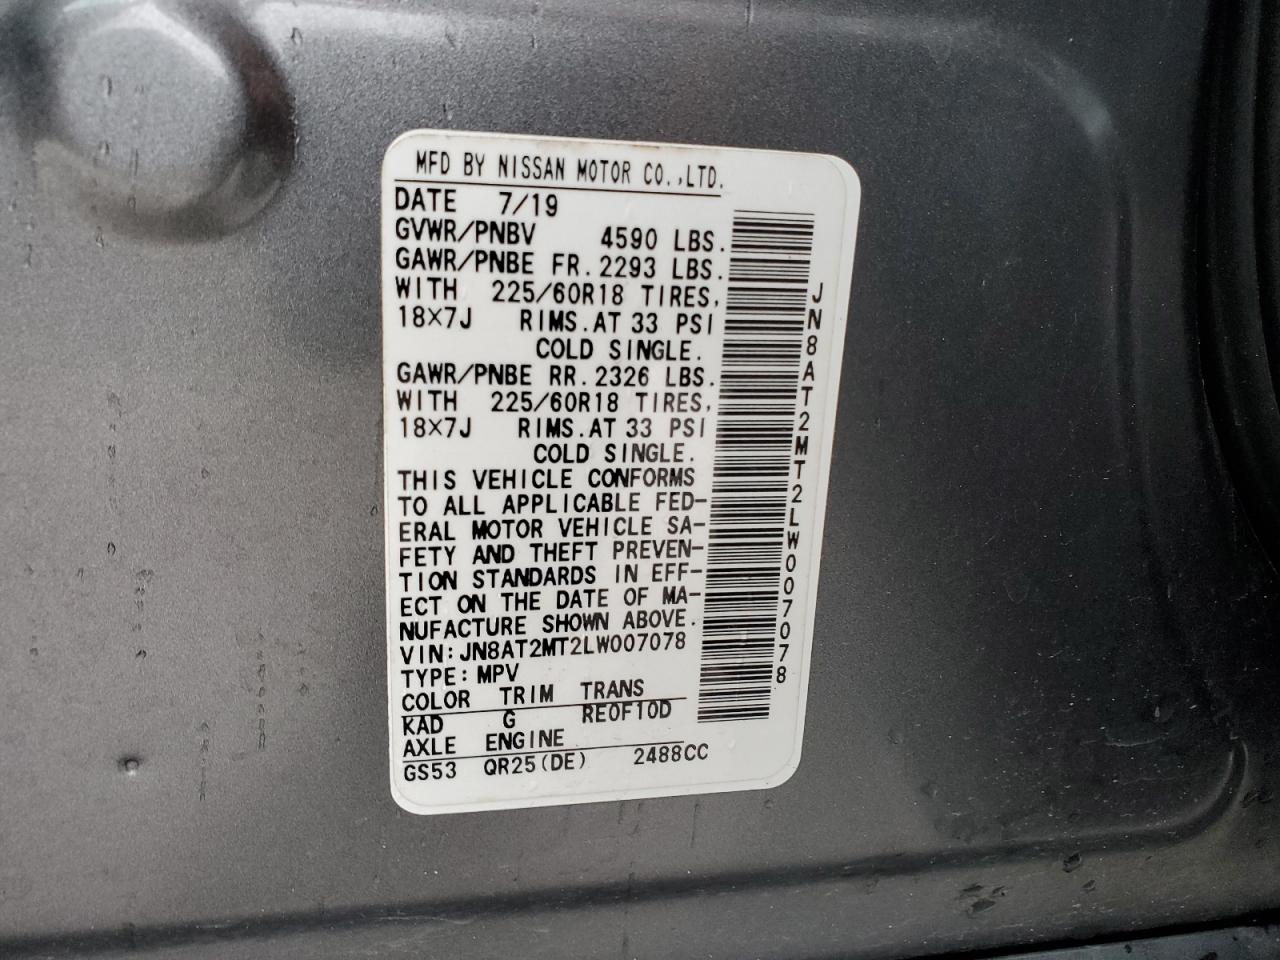 MFD BY NISSAN MOTOR CO.,LTD.
DATE 7/19
GVWR/PNBV 4590 LBS.
GAWR/PNBE FR.2293 LBS.
WITH 225/60R18 TIRES,
18×7J RIMS.AT 33 PSI
COLD SINGLE.
GAWR/PNBE RR.2326 LBS.
WITH 225/60R18 TIRES,
18×7J RIMS.AT 33 PSI
COLD SINGLE.
THIS VEHICLE CONFORMS
TO ALL APPLICABLE FED-
ERAL MOTOR VEHICLE SA-
FETY AND THEFT PREVEN-
TION STANDARDS IN EFF-
ECT ON THE DATE OF MA-
NUFACTURE SHOWN ABOVE.
VIN:JN8AT2MT2LW007078
TYPE:MPV
COLOR TRIM TRANS
KAD G RE0F10D
AXLE ENGINE
GS53 QR25(DE) 2488CC
JN8AT2MT2LW007078